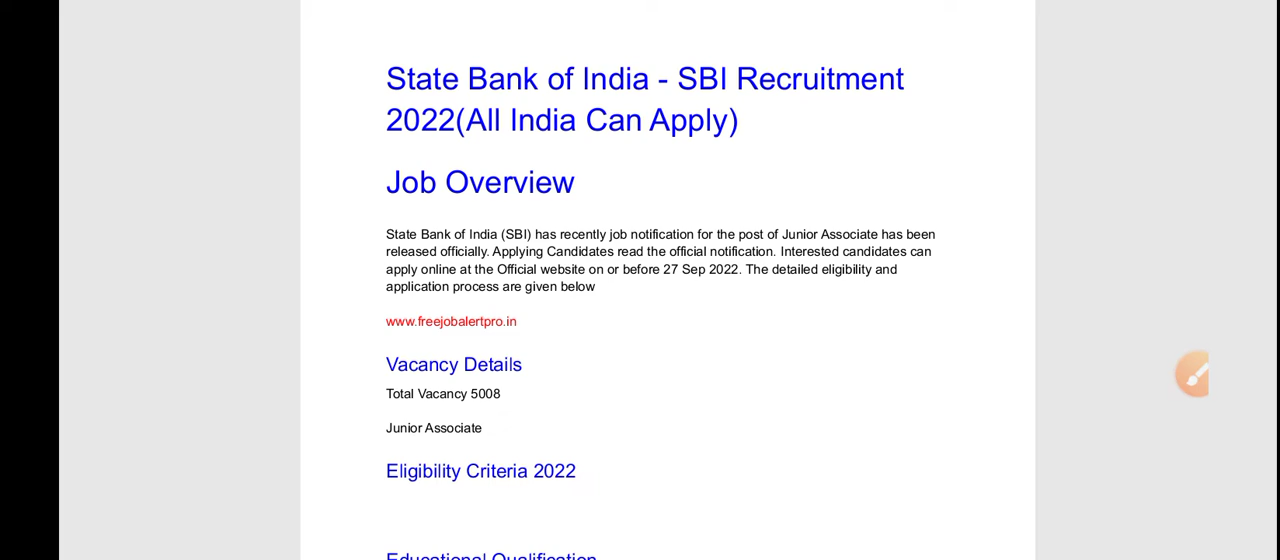 State Bank of India - SBI Recruitment
2022(All India Can Apply)
Job Overview
State Bank of India (SBI) has recently job notification for the post of Junior Associate has been
released officially. Applying Candidates read the official notification. Interested candidates can
apply online at the Official website on or before 27 Sep 2022. The detailed eligibility and
application process are given below
www.freejobalertpro.in
Vacancy Details
Total Vacancy 5008
Junior Associate
Eligibility Criteria 2022
Educational Qualification